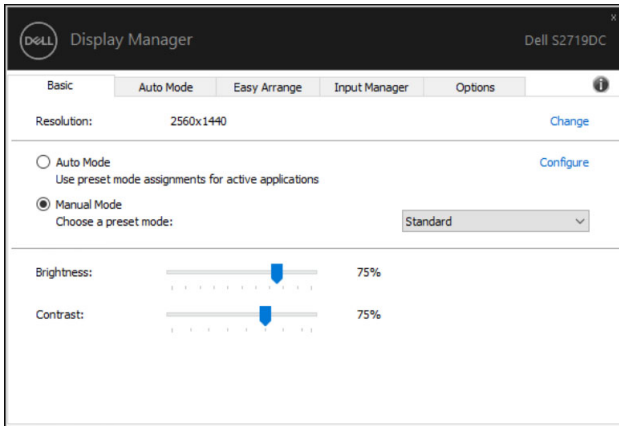 x
DELL Display Manager Dell S2719DC
Basic Auto Mode Easy Arrange Input Manager Options i
Resolution: 2560x1440 Change
Auto Mode Configure
Use preset mode assignments for active applications
Manual Mode
Choose a preset mode: Standard
Brightness: 75%
Contrast: 75%